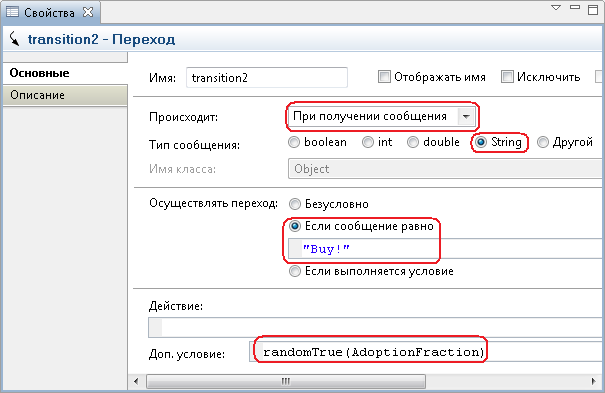 Свойства
transition2 - Переход
Основные
Описание
Имя: transition2 Отображать имя Исключить
Происходит: При получении сообщения
Тип сообщения: boolean int double String Другой
Имя класса: Object
Осуществлять переход: Безусловно
Если сообщение равно
"Buy!"
Если выполняется условие
Действие:
Доп. условие: randomTrue(AdoptionFraction)